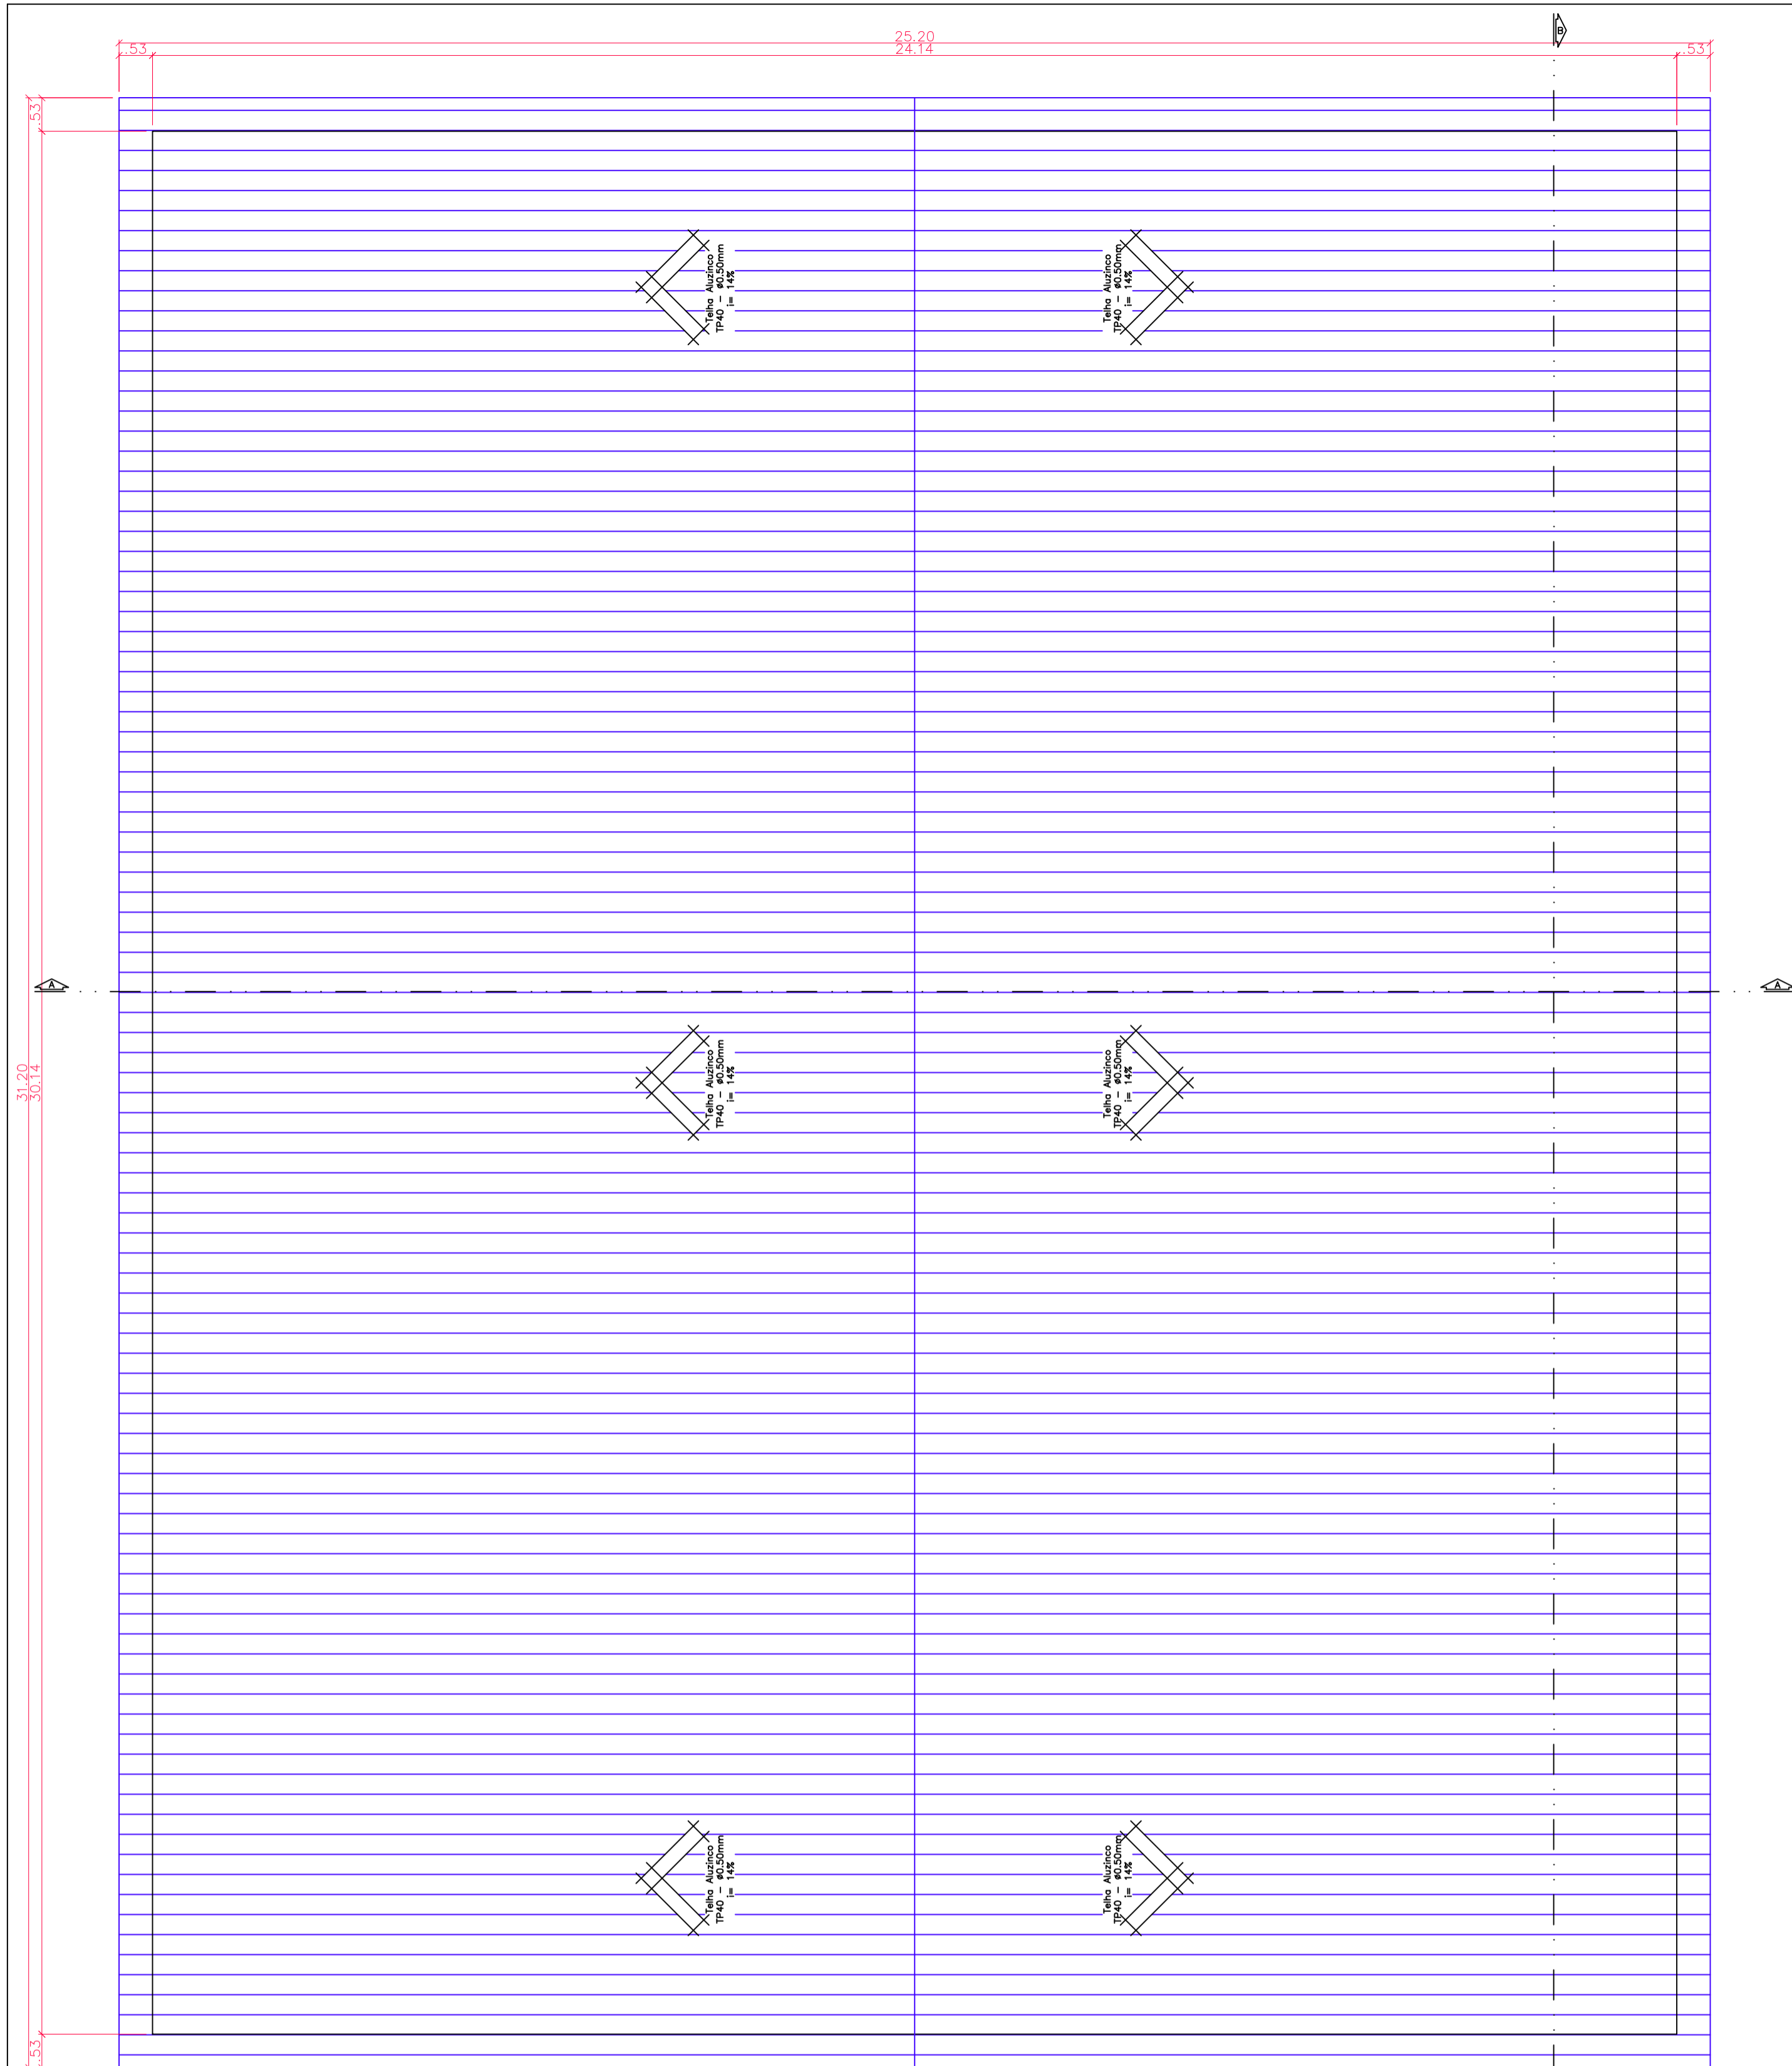 25.20
.53
24.14
.53
B
.53
Telha Aluzinco
TP40 - ø0.50mm
i= 14%
Telha Aluzinco
TP40 - ø0.50mm
i= 14%
A
A
31.20
30.14
Telha Aluzinco
TP40 - ø0.50mm
i= 14%
Telha Aluzinco
TP40 - ø0.50mm
i= 14%
Telha Aluzinco
TP40 - ø0.50mm
i= 14%
Telha Aluzinco
TP40 - ø0.50mm
i= 14%
.53